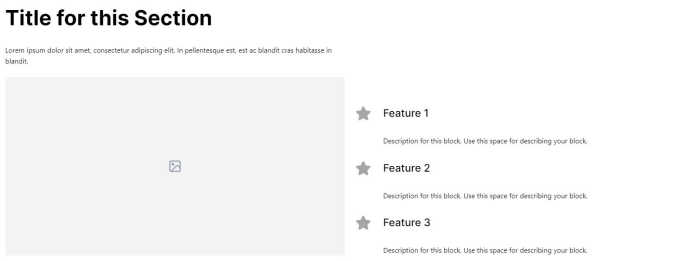 Title for this Section
Lorem ipsum dolor sit amet, consectetur adipiscing elit. In pellentesque est, est ac blandit cras habitasse in
blandit.
Feature 1
Description for this block. Use this space for describing your block.
Feature 2
Description for this block. Use this space for describing your block.
Feature 3
Description for this block. Use this space for describing your block.